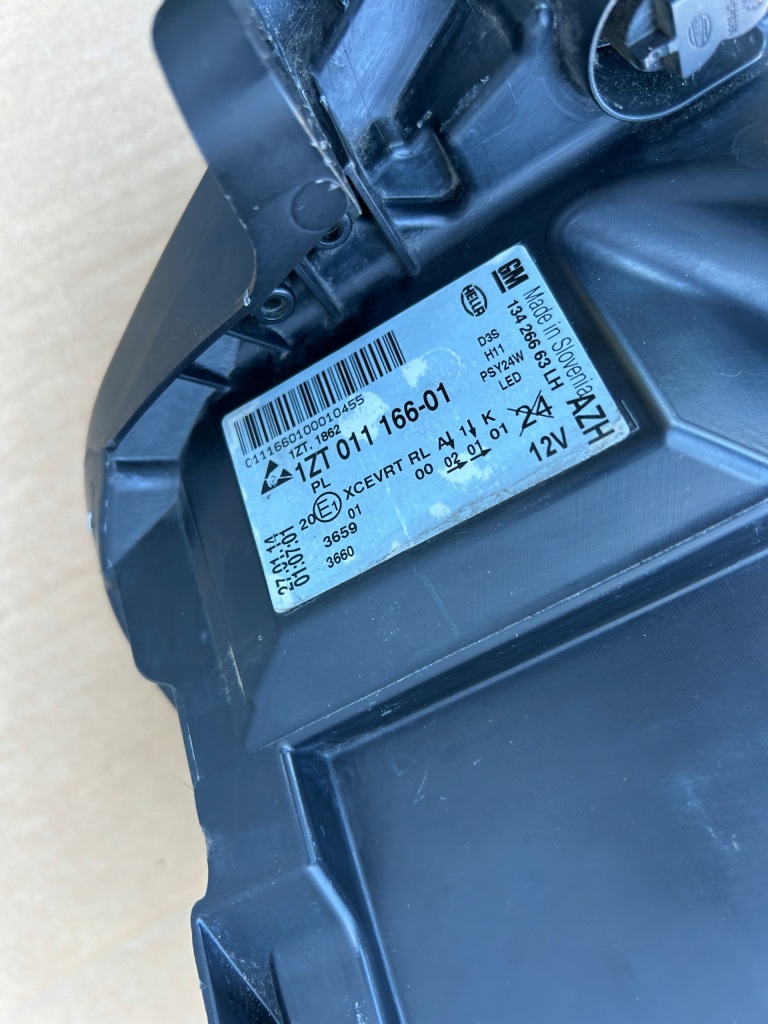 HELLA
GM
Made in Slovenia
134 266 63 LH
AZH
D3S
H11
PSY24W
LED
0111660100010455
1ZT. 1862
1ZT 011 166-01
PL
XCEVRT RL A 1 K
20 E1 01
00 02 01 01
12V
3659
3660
27.01.14
01:07:01